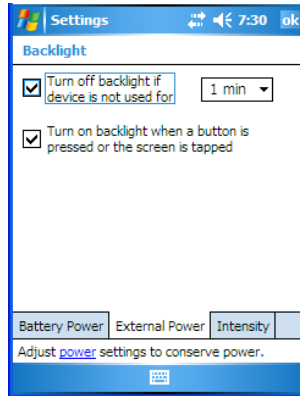 Settings 7:30 ok
Backlight
Turn off backlight if
device is not used for 1 min
Turn on backlight when a button is
pressed or the screen is tapped
Battery Power External Power Intensity
Adjust power settings to conserve power.